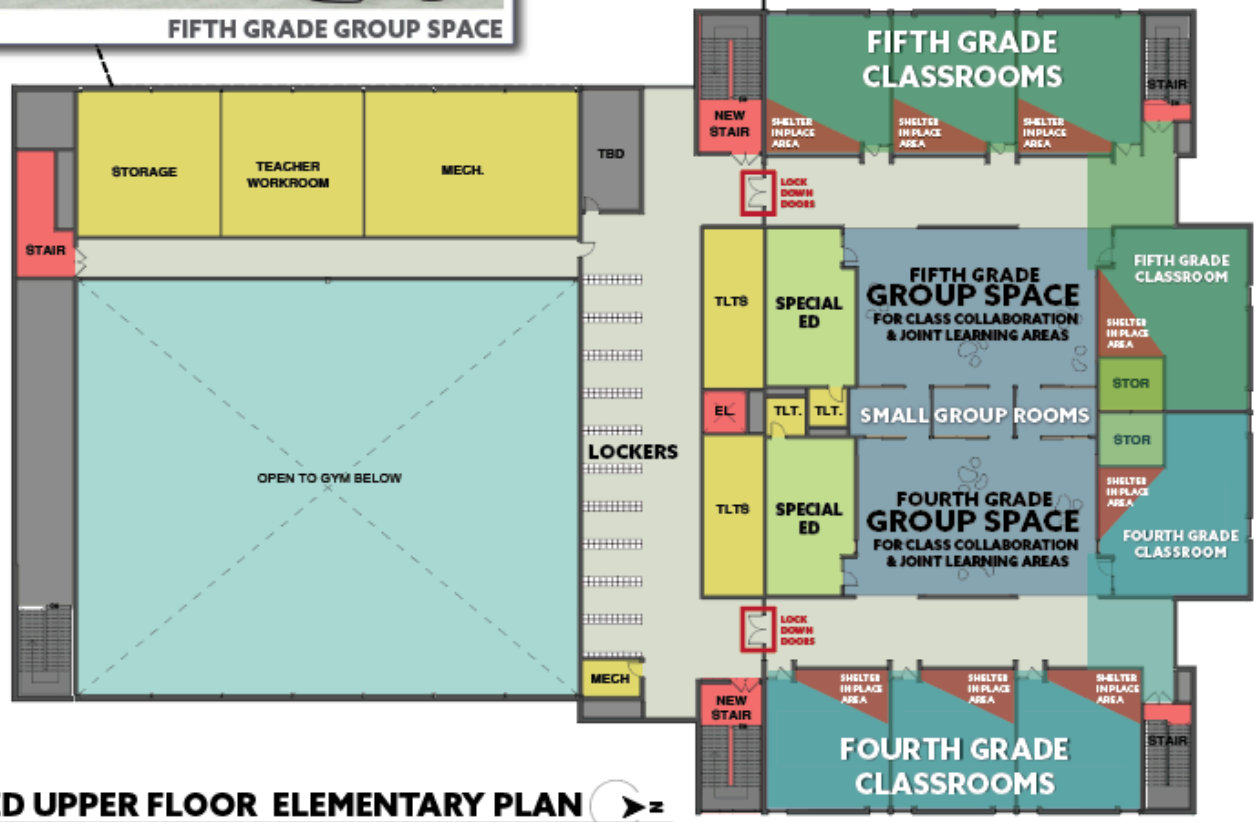 FIFTH GRADE GROUP SPACE
FIFTH GRADE
CLASSROOMS
STAIR
NEW
STAIR
SHELTER
IN PLACE
AREA
SHELTER
IN PLACE
AREA
SHELTER
IN PLACE
AREA
STORAGE
TEACHER
WORKROOM
MECH.
TBD
LOCK
DOWN
DOORS
STAIR
TLTS
SPECIAL
ED
FIFTH GRADE
GROUP SPACE
FOR CLASS COLLABORATION
& JOINT LEARNING AREAS
FIFTH GRADE
CLASSROOM
SHELTER
IN PLACE
AREA
STOR
EL.
TLT.
TLT.
SMALL GROUP ROOMS
STOR
LOCKERS
OPEN TO GYM BELOW
TLTS
SPECIAL
ED
FOURTH GRADE
GROUP SPACE
FOR CLASS COLLABORATION
& JOINT LEARNING AREAS
SHELTER
IN PLACE
AREA
FOURTH GRADE
CLASSROOM
LOCK
DOWN
DOORS
MECH
NEW
STAIR
SHELTER
IN PLACE
AREA
SHELTER
IN PLACE
AREA
SHELTER
IN PLACE
AREA
STAIR
FOURTH GRADE
CLASSROOMS
ED UPPER FLOOR ELEMENTARY PLAN
N